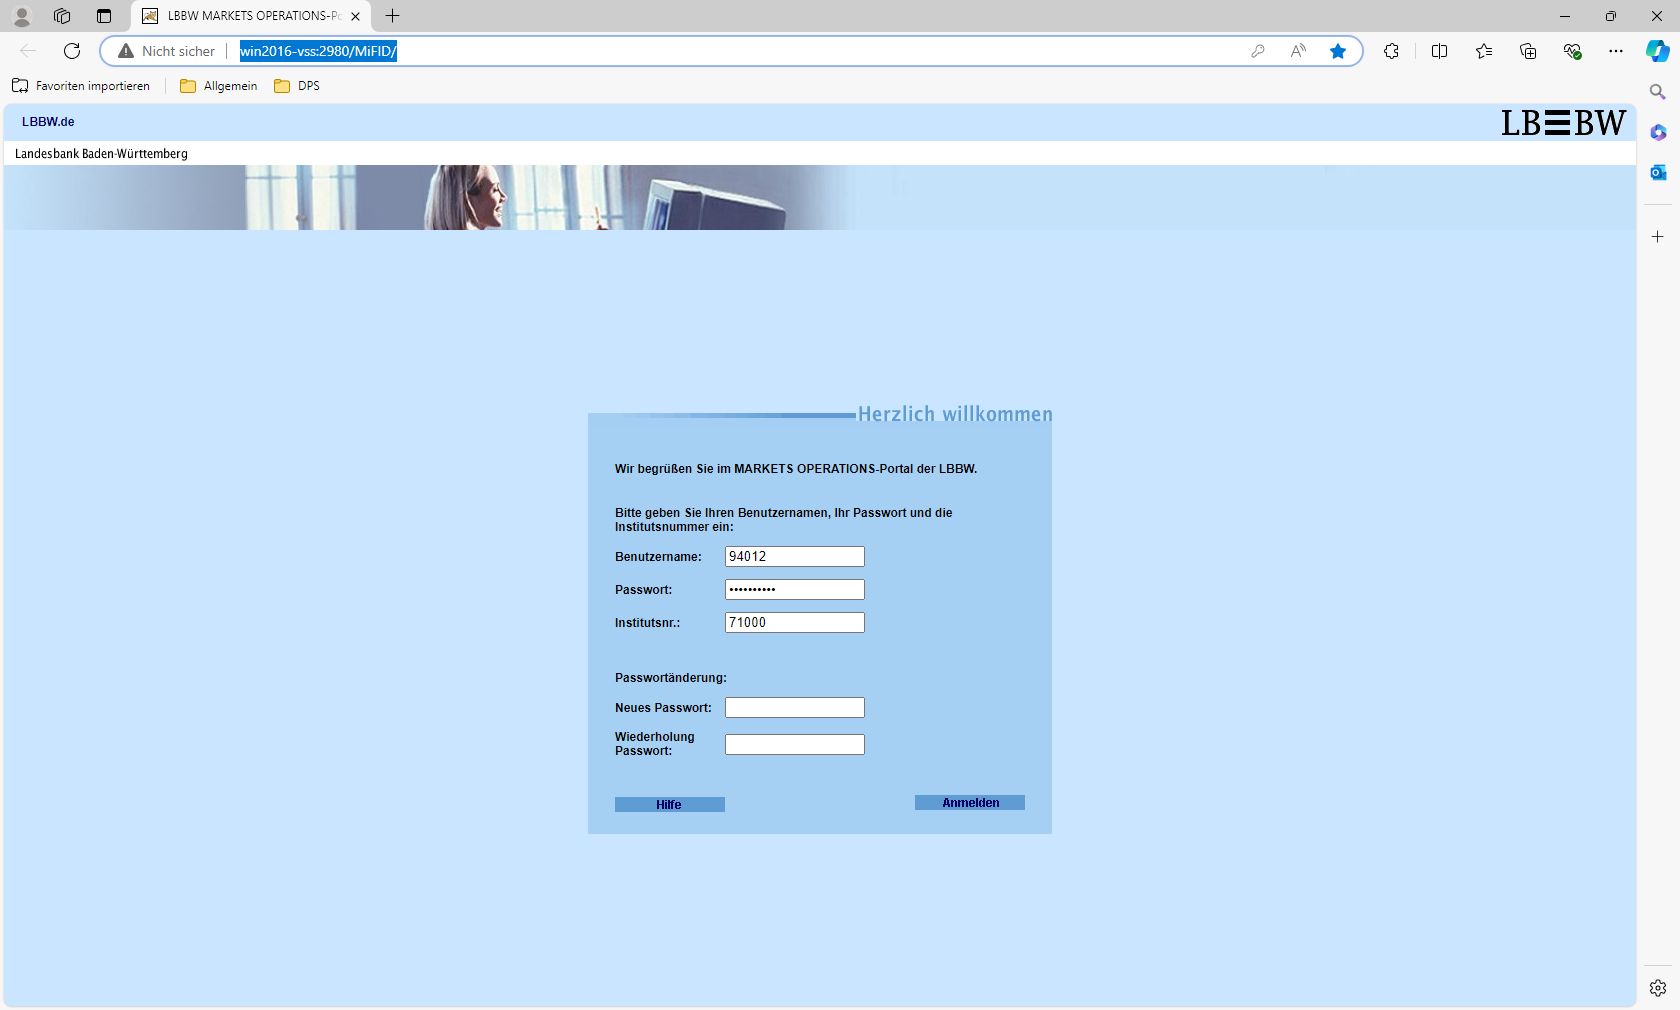 LBBW MARKETS OPERATIONS-Po
Nicht sicher
win2016-vss:2980/MiFID/
Favoriten importieren
Allgemein
DPS
LBBW.de
LBBW
Landesbank Baden-Württemberg
Herzlich willkommen
Wir begrüßen Sie im MARKETS OPERATIONS-Portal der LBBW.
Bitte geben Sie Ihren Benutzernamen, Ihr Passwort und die
Institutsnummer ein:
Benutzername: 94012
Passwort: ••••••••••
Institutsnr.: 71000
Passwortänderung:
Neues Passwort:
Wiederholung
Passwort:
Hilfe
Anmelden